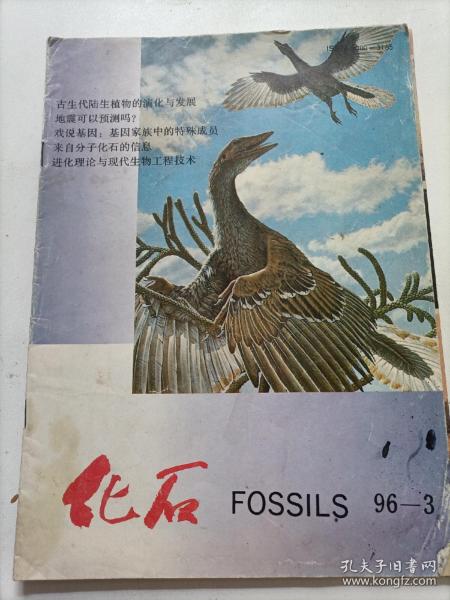 ISSN 1000—3185
古生代陆生植物的演化与发展
地震可以预测吗？
戏说基因：基因家族中的特殊成员
来自分子化石的信息
进化理论与现代生物工程技术
化石 FOSSILS 96—3
孔夫子旧书网
www.kongfz.com